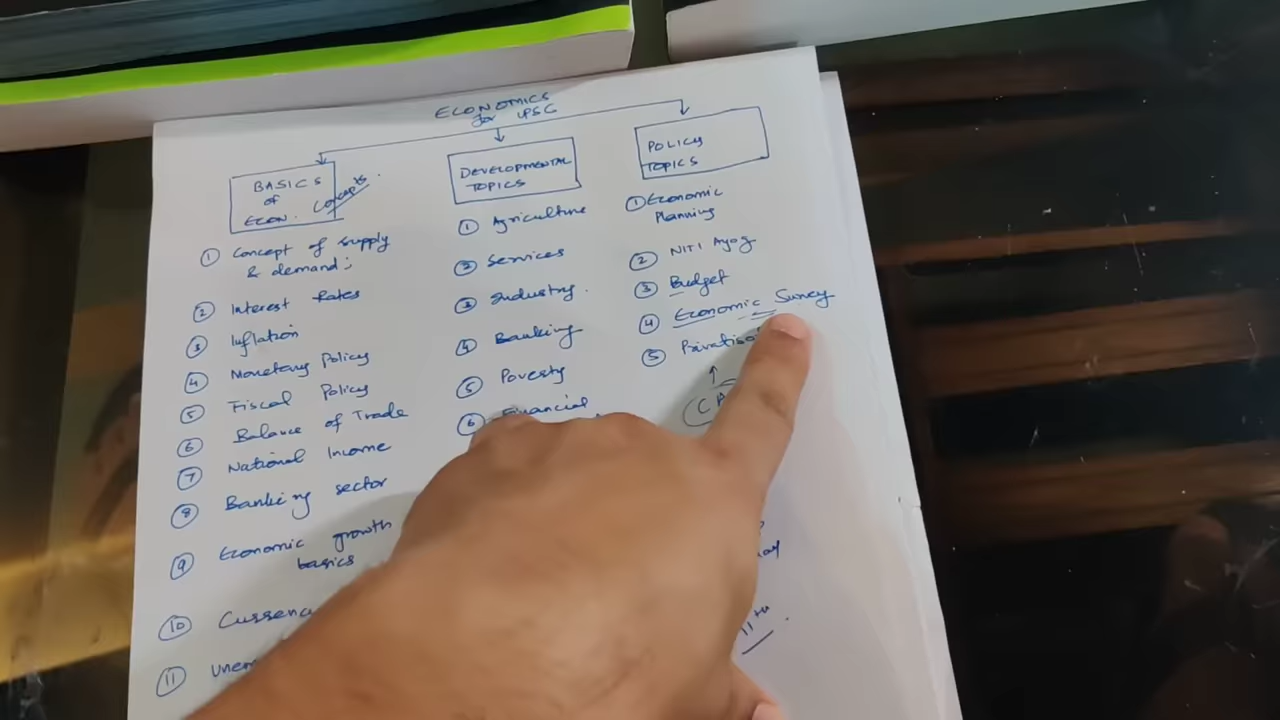 ECONOMICS
for UPSC
BASICS
of
ECON. Concepts.
① Concept of supply
& demand;
② Interest Rates
③ Inflation
④ Monetary Policy
⑤ Fiscal Policy
⑥ Balance of Trade
⑦ National Income
⑧ Banking sector
⑨ Economic growth
basics
⑩
⑪
DEVELOPMENTAL
TOPICS
① Agriculture
② Services
③ Industry.
④ Banking
⑤ Poverty
⑥ Financial
POLICY
TOPICS
① Economic
Planning
② NITI Ayog
③ Budget
④ Economic Survey
⑤
11th